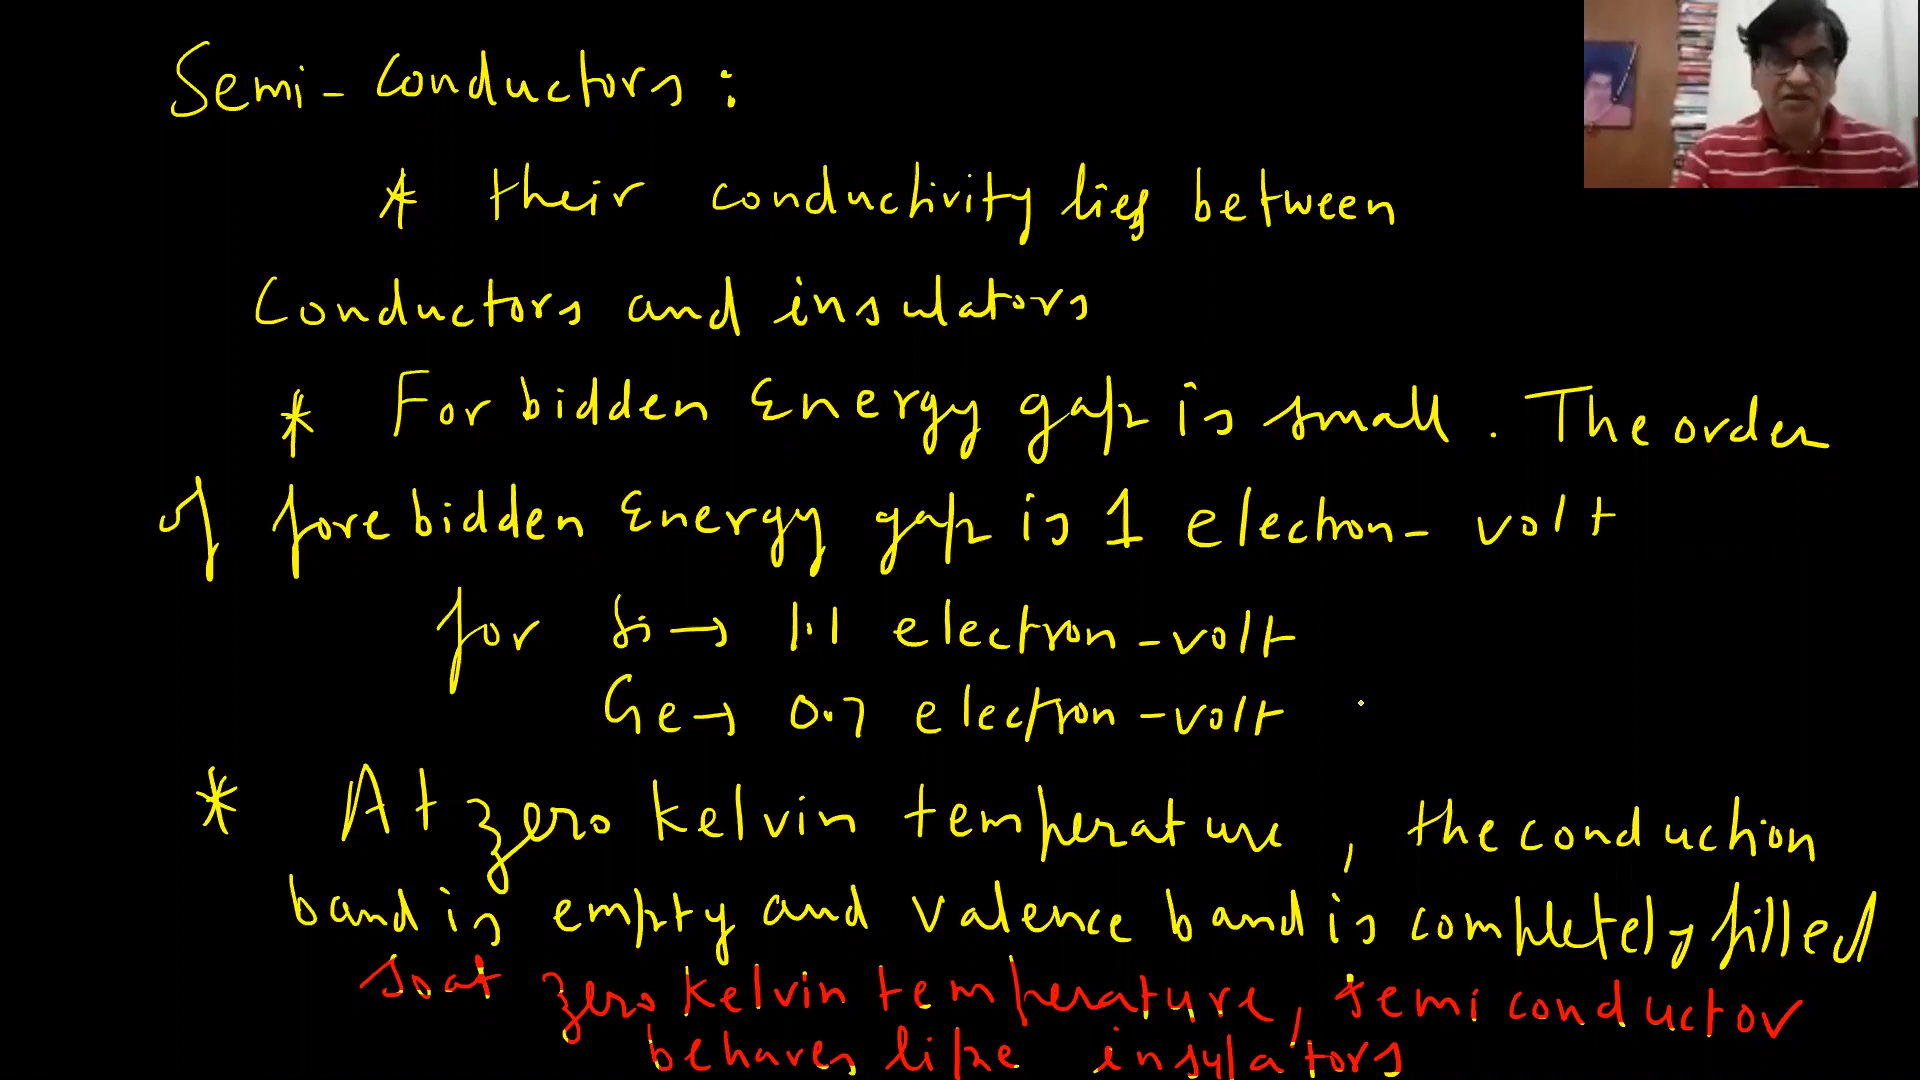 Semi-conductors :
* their conductivity lies between
Conductors and insulators
* Forbidden Energy gap is small. The order
of forebidden Energy gap is 1 electron-volt
for Si → 1.1 electron-volt
Ge → 0.7 electron-volt
* At zero kelvin temperature, the conduction
band is empty and valence band is completely filled
so at zero kelvin temperature, semiconductor
behaves like insulators